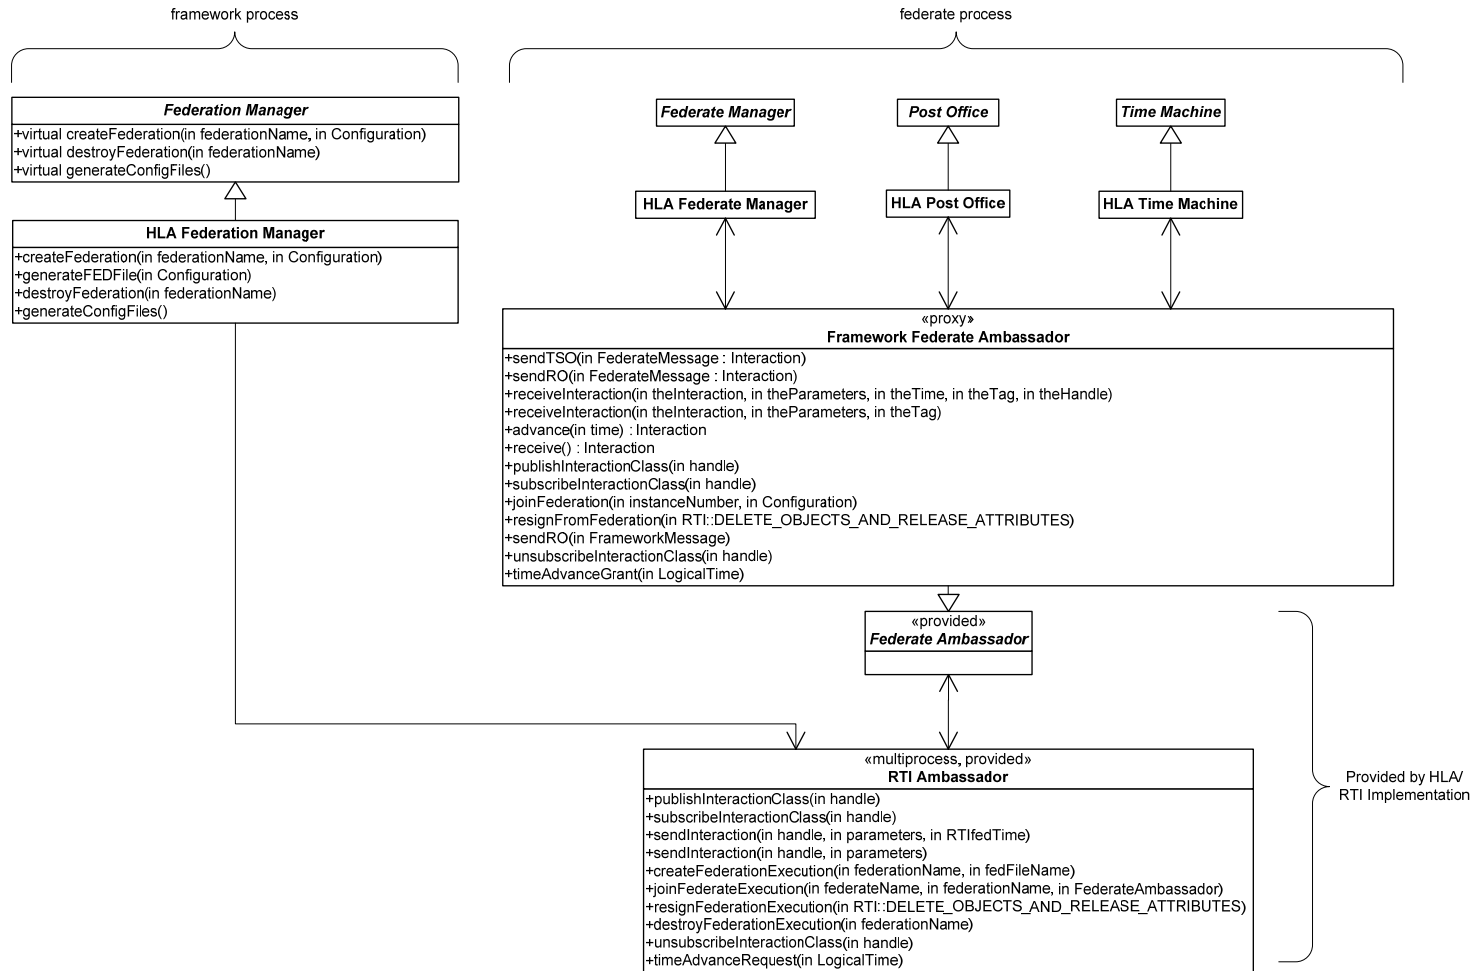 framework process
federate process
Federation Manager
+virtual createFederation(in federationName, in Configuration)
+virtual destroyFederation(in federationName)
+virtual generateConfigFiles()
Federate Manager
Post Office
Time Machine
HLA Federation Manager
+createFederation(in federationName, in Configuration)
+generateFEDFile(in Configuration)
+destroyFederation(in federationName)
+generateConfigFiles()
HLA Federate Manager
HLA Post Office
HLA Time Machine
«proxy»
Framework Federate Ambassador
+sendTSO(in FederateMessage : Interaction)
+sendRO(in FederateMessage : Interaction)
+receiveInteraction(in theInteraction, in theParameters, in theTime, in theTag, in theHandle)
+receiveInteraction(in theInteraction, in theParameters, in theTag)
+advance(in time) : Interaction
+receive() : Interaction
+publishInteractionClass(in handle)
+subscribeInteractionClass(in handle)
+joinFederation(in instanceNumber, in Configuration)
+resignFromFederation(in RTI::DELETE_OBJECTS_AND_RELEASE_ATTRIBUTES)
+sendRO(in FrameworkMessage)
+unsubscribeInteractionClass(in handle)
+timeAdvanceGrant(in LogicalTime)
«provided»
Federate Ambassador
«multiprocess, provided»
RTI Ambassador
+publishInteractionClass(in handle)
+subscribeInteractionClass(in handle)
+sendInteraction(in handle, in parameters, in RTIfedTime)
+sendInteraction(in handle, in parameters)
+createFederationExecution(in federationName, in fedFileName)
+joinFederateExecution(in federateName, in federationName, in FederateAmbassador)
+resignFederationExecution(in RTI::DELETE_OBJECTS_AND_RELEASE_ATTRIBUTES)
+destroyFederationExecution(in federationName)
+unsubscribeInteractionClass(in handle)
+timeAdvanceRequest(in LogicalTime)
Provided by HLA/
RTI Implementation